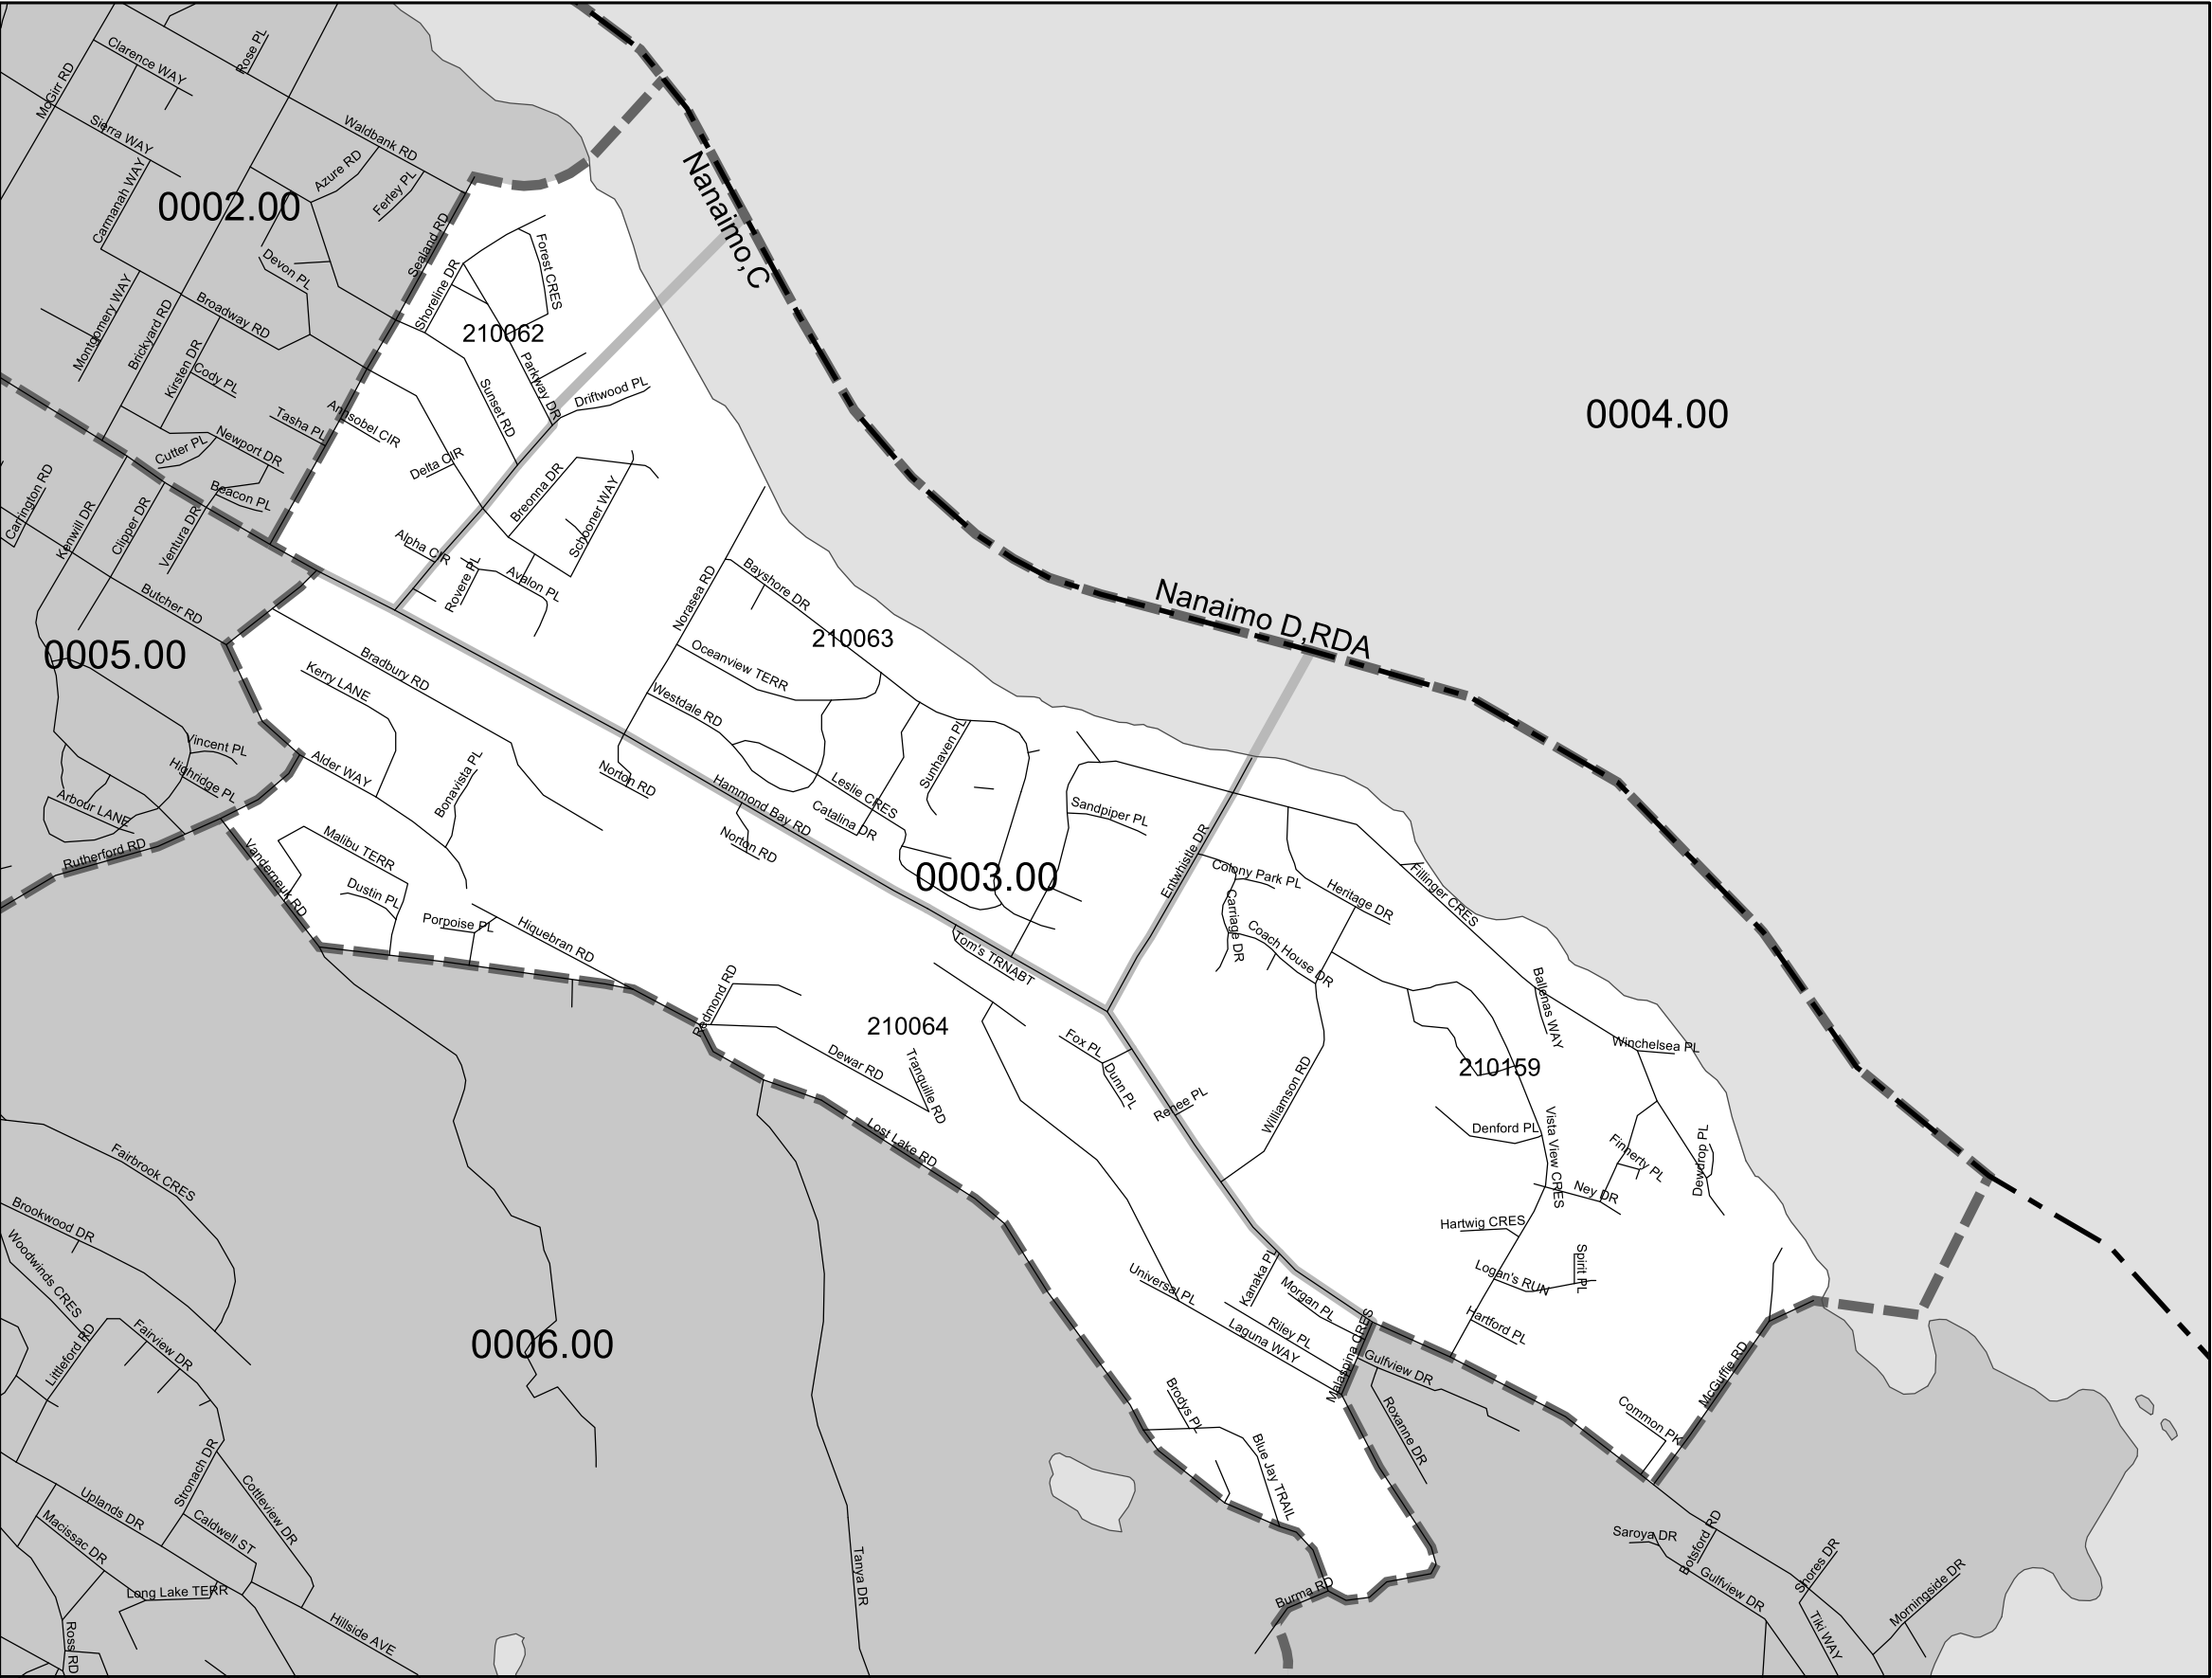 Rose PL
Clarence WAY
McGirr RD
Sierra WAY
Waldbank RD
Azure RD
Ferley PL
Carmanah WAY
0002.00
Sealand RD
Nanaimo,C
Devon PL
Forest CRES
Shoreline DR
Montgomery WAY
Broadway RD
Brickyard RD
210062
Kirsten DR
Cody PL
Parkway DR
Sunset RD
Driftwood PL
0004.00
Tasha PL
Annsobel CIR
Cutter PL
Newport DR
Delta CIR
Beacon PL
Carrington RD
Kenwill DR
Clipper DR
Ventura DR
Breonna DR
Schooner WAY
Alpha CIR
Rovere PL
Avalon PL
Butcher RD
Norasea RD
Bayshore DR
Nanaimo D,RDA
0005.00
210063
Bradbury RD
Kerry LANE
Oceanview TERR
Westdale RD
Vincent PL
Highridge PL
Alder WAY
Bonavista PL
Arbour LANE
Norton RD
Hammond Bay RD
Leslie CRES
Catalina DR
Sunhaven PL
Sandpiper PL
Rutherford RD
Vanderneuk RD
Malibu TERR
Dustin PL
Norton RD
0003.00
Entwhistle DR
Colony Park PL
Carriage DR
Heritage DR
Fillinger CRES
Porpoise PL
Hiquebran RD
Tom's TRNABT
Coach House DR
Redmond RD
210064
Ballenas WAY
Winchelsea PL
Dewar RD
Tranquille RD
Fox PL
Dunn PL
Renee PL
Williamson RD
210159
Lost Lake RD
Denford PL
Vista View CRES
Finnerty PL
Dewdrop PL
Ney DR
Fairbrook CRES
Brookwood DR
Woodwinds CRES
Hartwig CRES
Logan's RUN
Spirit PL
Universal PL
Kanaka PL
Morgan PL
Hartford PL
Littleford RD
Fairview DR
0006.00
Riley PL
Laguna WAY
Malaspina CRES
Gulfview DR
McGuffie RD
Brodys PL
Roxanne DR
Common PK
Blue Jay TRAIL
Stronach DR
Cottleview DR
Uplands DR
Macissac DR
Caldwell ST
Long Lake TERR
Hillside AVE
Ross RD
Tanya DR
Burma RD
Saroya DR
Botsford RD
Gulfview DR
Shores DR
Tiki WAY
Morningside DR